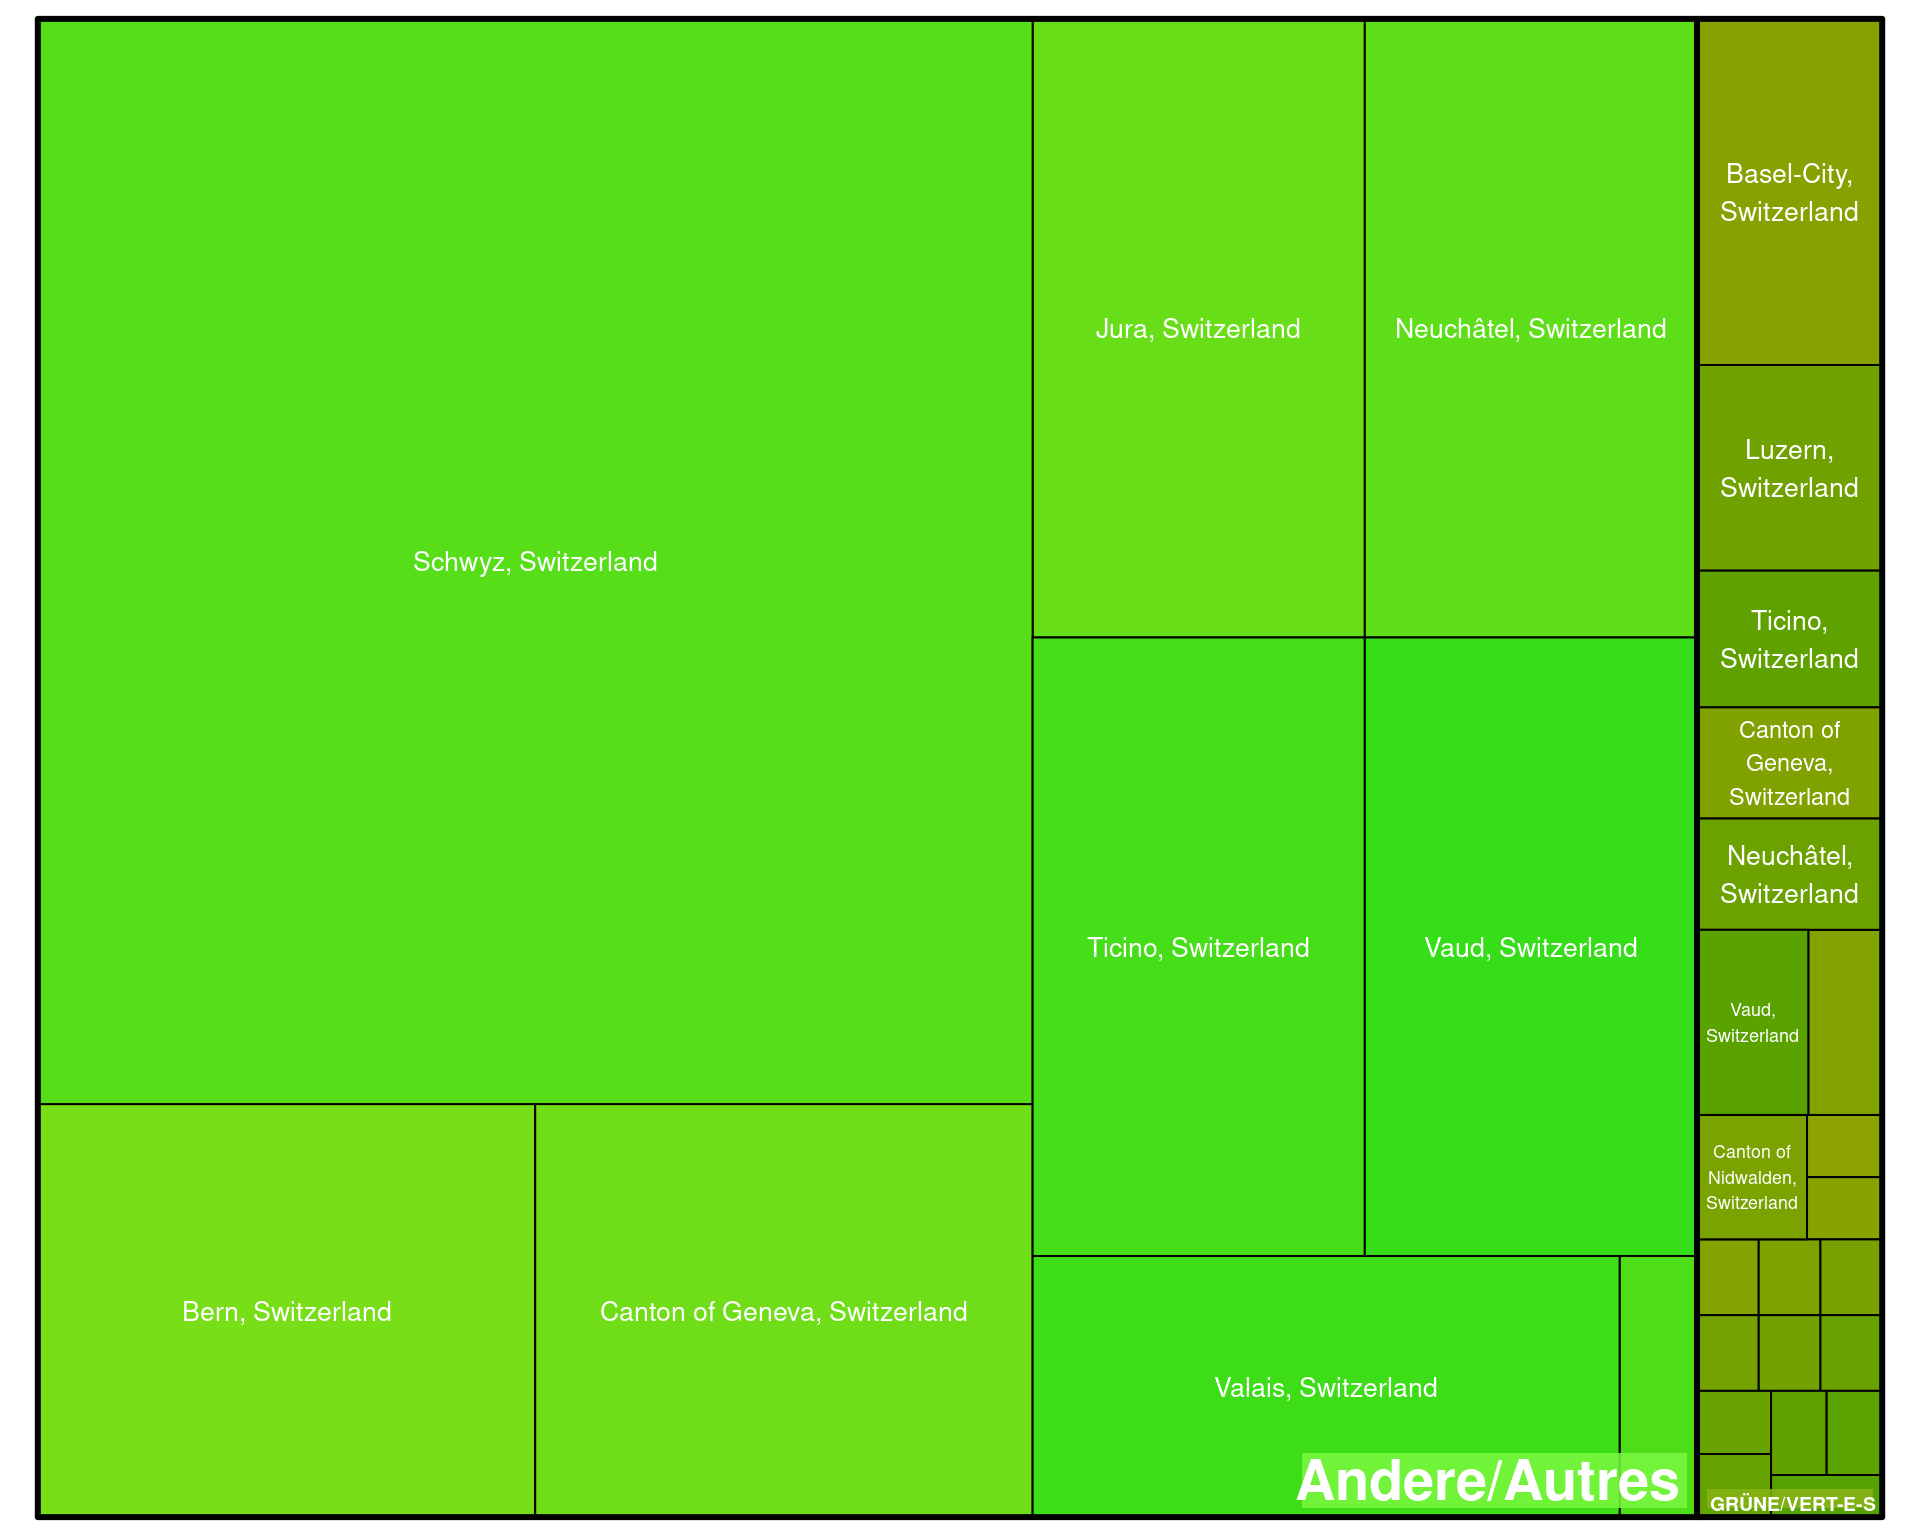 Schwyz, Switzerland
Bern, Switzerland
Canton of Geneva, Switzerland
Jura, Switzerland
Neuchâtel, Switzerland
Ticino, Switzerland
Vaud, Switzerland
Valais, Switzerland
Andere/Autres
Basel-City,
Switzerland
Luzern,
Switzerland
Ticino,
Switzerland
Canton of
Geneva,
Switzerland
Neuchâtel,
Switzerland
Vaud,
Switzerland
Canton of
Nidwalden,
Switzerland
GRÜNE/VERT-E-S